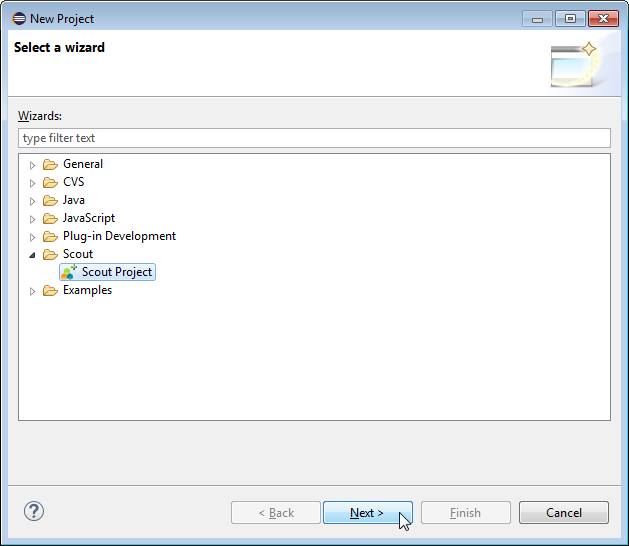 New Project
Select a wizard
Wizards:
type filter text
General
CVS
Java
JavaScript
Plug-in Development
Scout
Scout Project
Examples
?
< Back Next > Finish Cancel